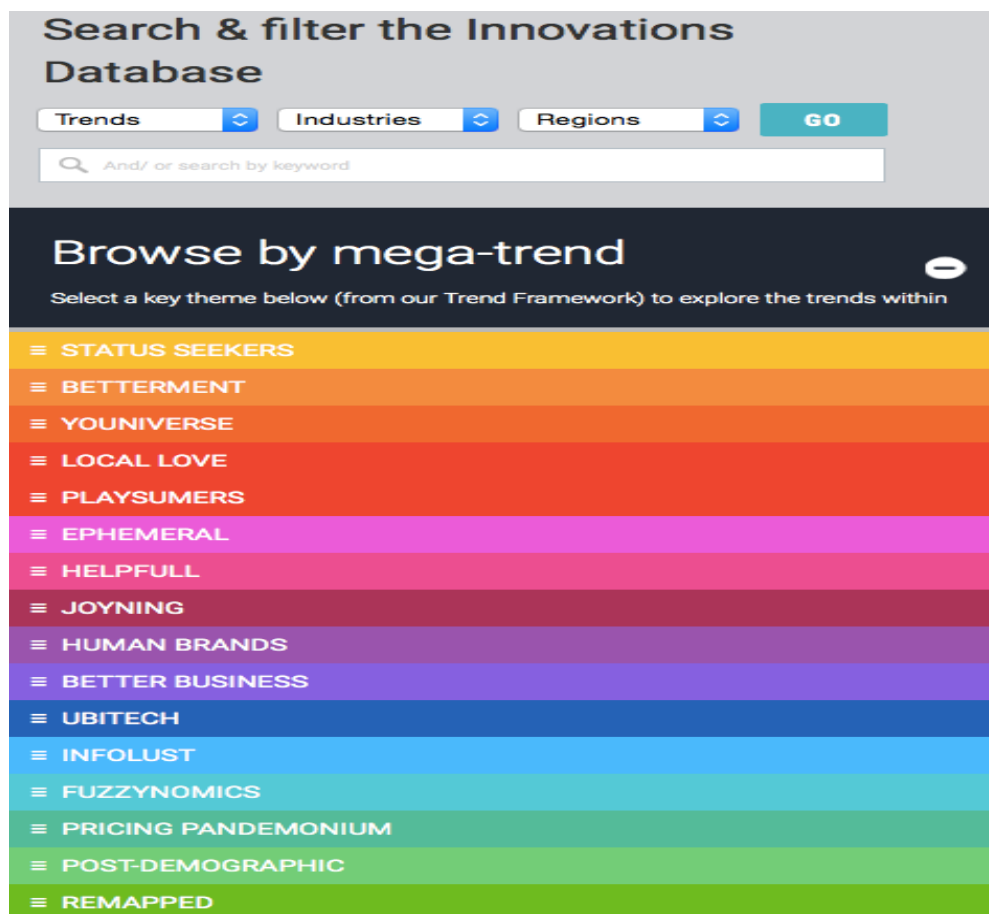 Search & filter the Innovations
Database
Trends Industries Regions GO
And/ or search by keyword
Browse by mega-trend
Select a key theme below (from our Trend Framework) to explore the trends within
STATUS SEEKERS
BETTERMENT
YOUNIVERSE
LOCAL LOVE
PLAYSUMERS
EPHEMERAL
HELPFULL
JOYNING
HUMAN BRANDS
BETTER BUSINESS
UBITECH
INFOLUST
FUZZYNOMICS
PRICING PANDEMONIUM
POST-DEMOGRAPHIC
REMAPPED